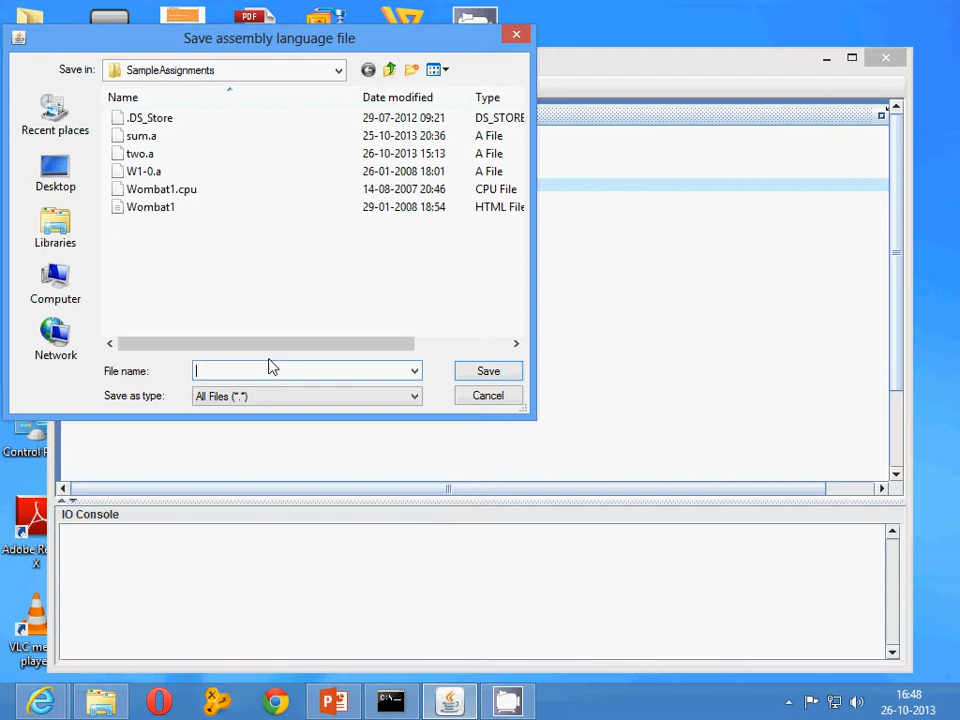 PDF
Save assembly language file
Save in: SampleAssignments
Name Date modified Type
.DS_Store 29-07-2012 09:21 DS_STORE
sum.a 25-10-2013 20:36 A File
two.a 26-10-2013 15:13 A File
W1-0.a 26-01-2008 18:01 A File
Wombat1.cpu 14-08-2007 20:46 CPU File
Wombat1 29-01-2008 18:54 HTML File
Recent places
Desktop
Libraries
Computer
Network
File name: Save
Save as type: All Files (*.*) Cancel
Control
IO Console
Adobe Re
X
VLC me
playe
16:48
26-10-2013